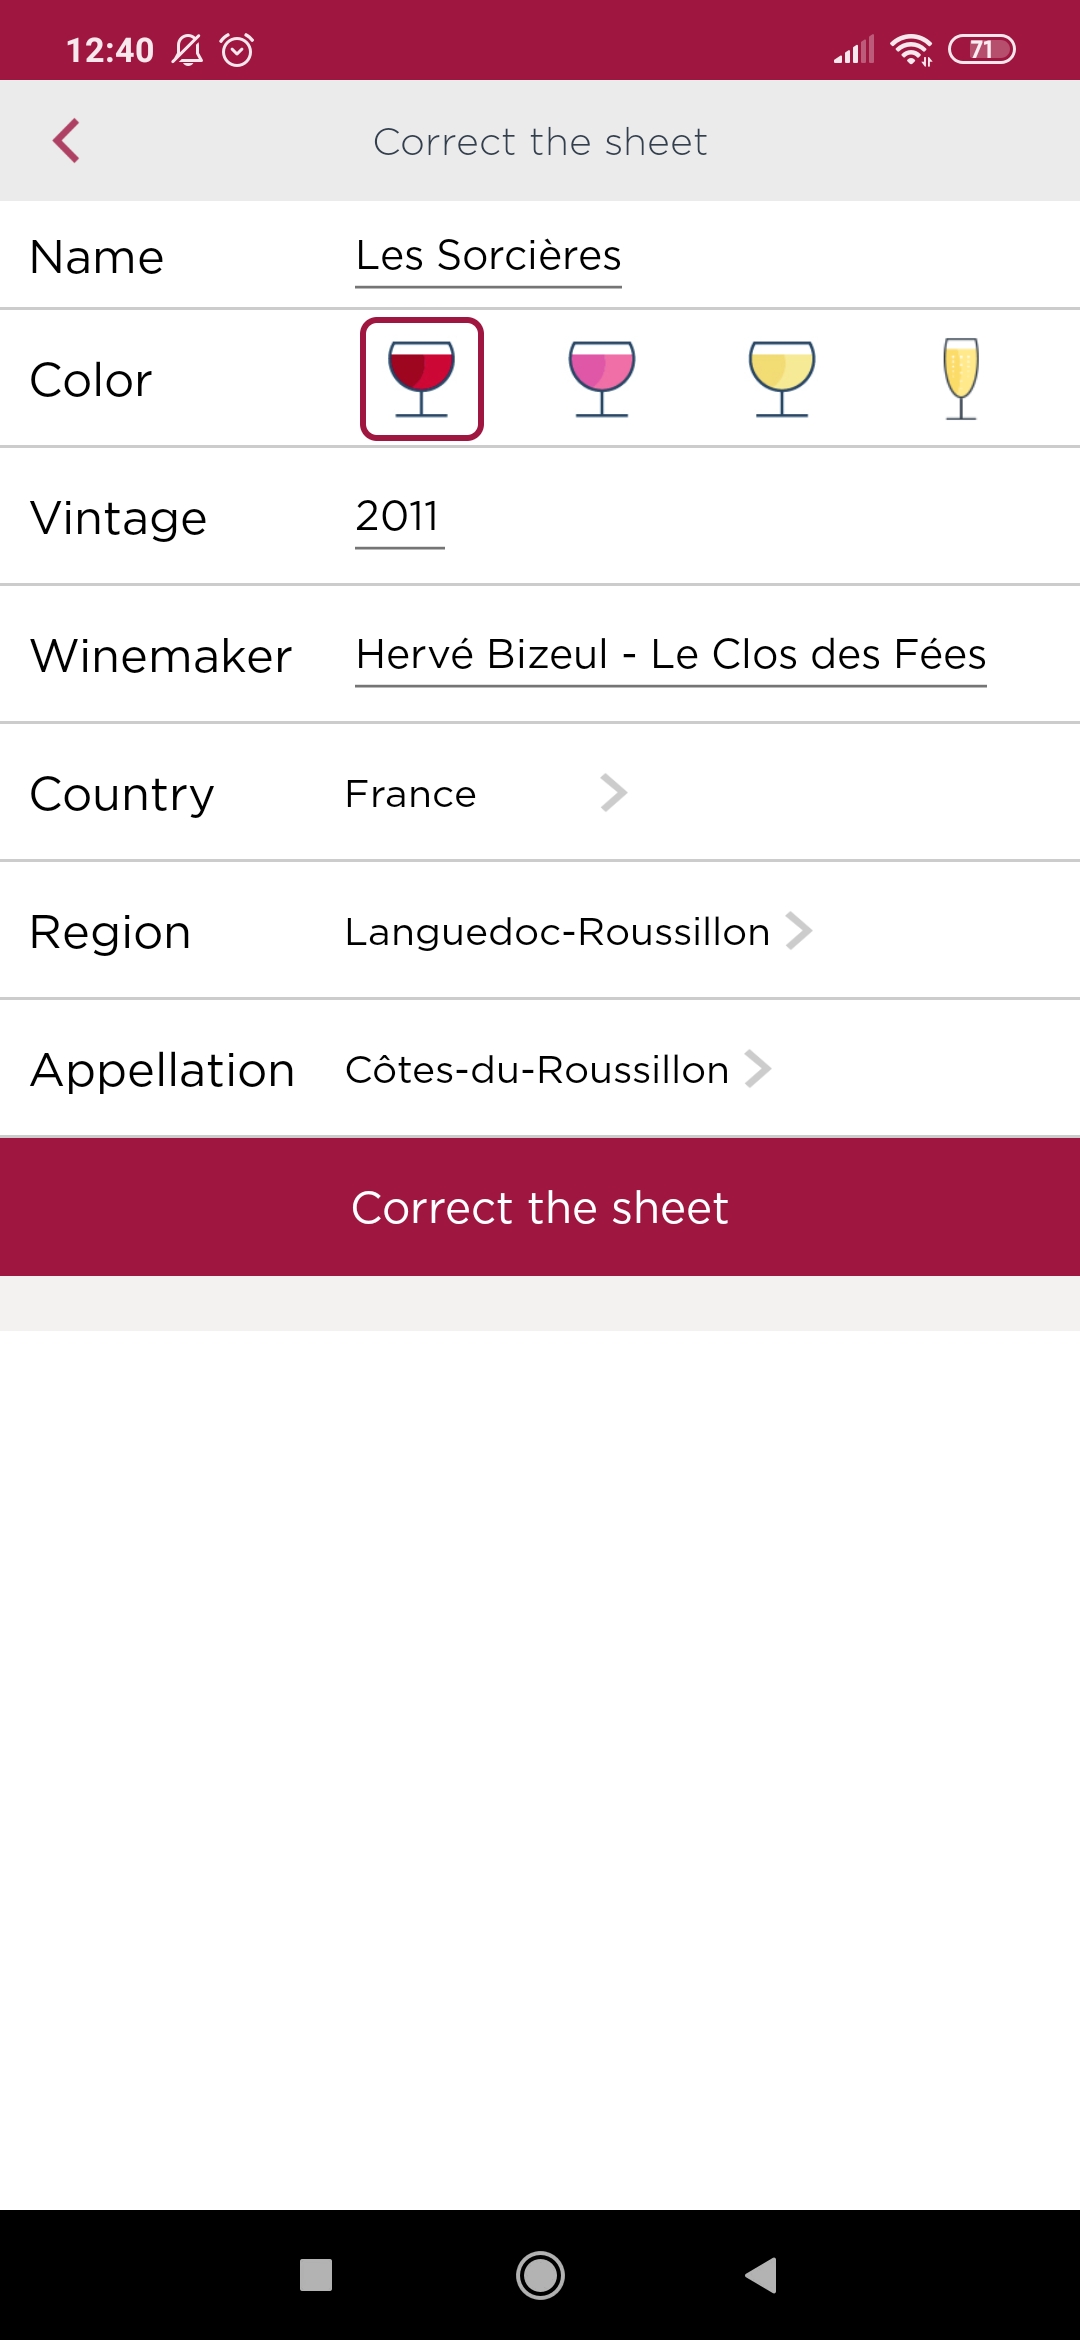 12:40 71
Correct the sheet
Name Les Sorcières
Color
Vintage 2011
Winemaker Hervé Bizeul - Le Clos des Fées
Country France
Region Languedoc-Roussillon
Appellation Côtes-du-Roussillon
Correct the sheet